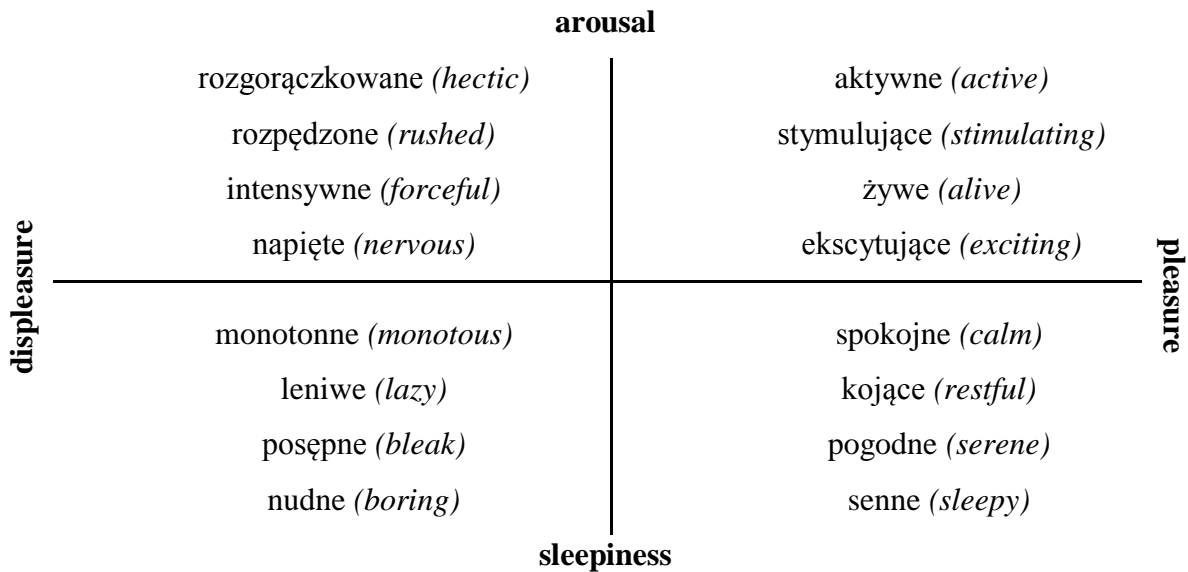 arousal
rozgorączkowane (hectic)
rozpędzone (rushed)
intensywne (forceful)
napięte (nervous)
aktywne (active)
stymulujące (stimulating)
żywe (alive)
ekscytujące (exciting)
displeasure
pleasure
monotonne (monotous)
leniwe (lazy)
posępne (bleak)
nudne (boring)
spokojne (calm)
kojące (restful)
pogodne (serene)
senne (sleepy)
sleepiness